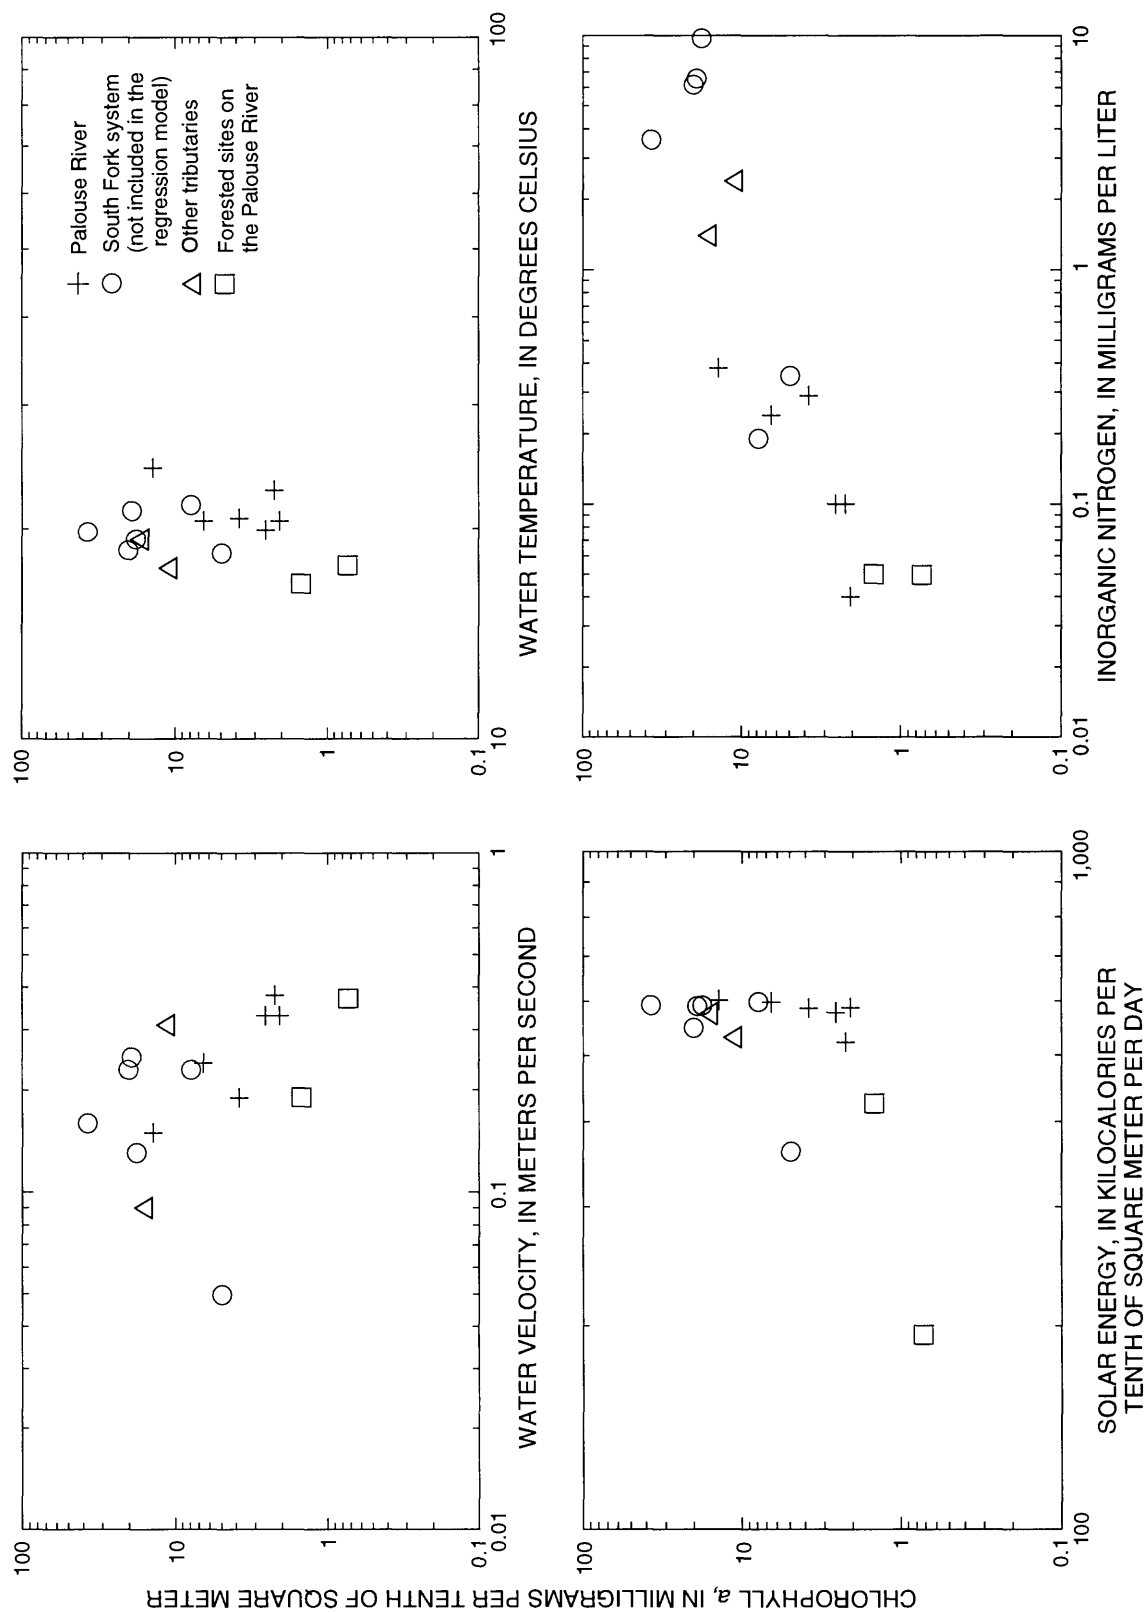 CHLOROPHYLL a, IN MILLIGRAMS PER TENTH OF SQUARE METER
100
10
1
0.1
0.01
0.1
1
WATER VELOCITY, IN METERS PER SECOND
100
10
1
0.1
10
100
WATER TEMPERATURE, IN DEGREES CELSIUS
Palouse River
South Fork system
(not included in the
regression model)
Other tributaries
Forested sites on
the Palouse River
100
10
1
0.1
100
1,000
SOLAR ENERGY, IN KILOCALORIES PER
TENTH OF SQUARE METER PER DAY
100
10
1
0.1
0.01
0.1
1
10
INORGANIC NITROGEN, IN MILLIGRAMS PER LITER